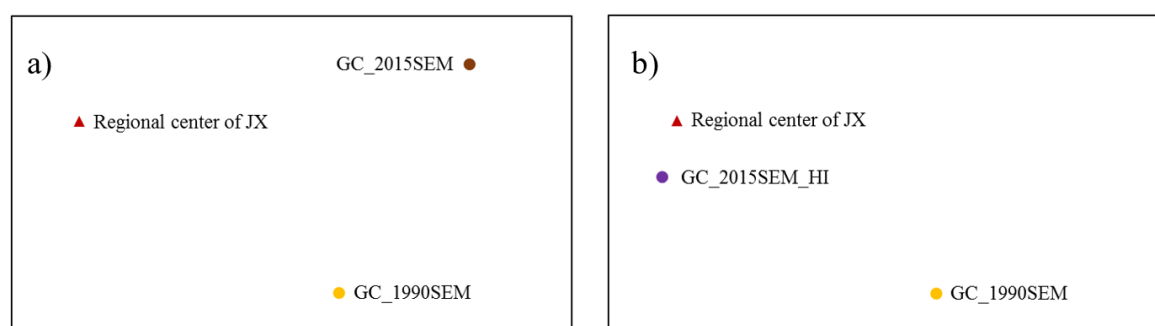 a)
GC_2015SEM
Regional center of JX
GC_1990SEM
b)
Regional center of JX
GC_2015SEM_HI
GC_1990SEM